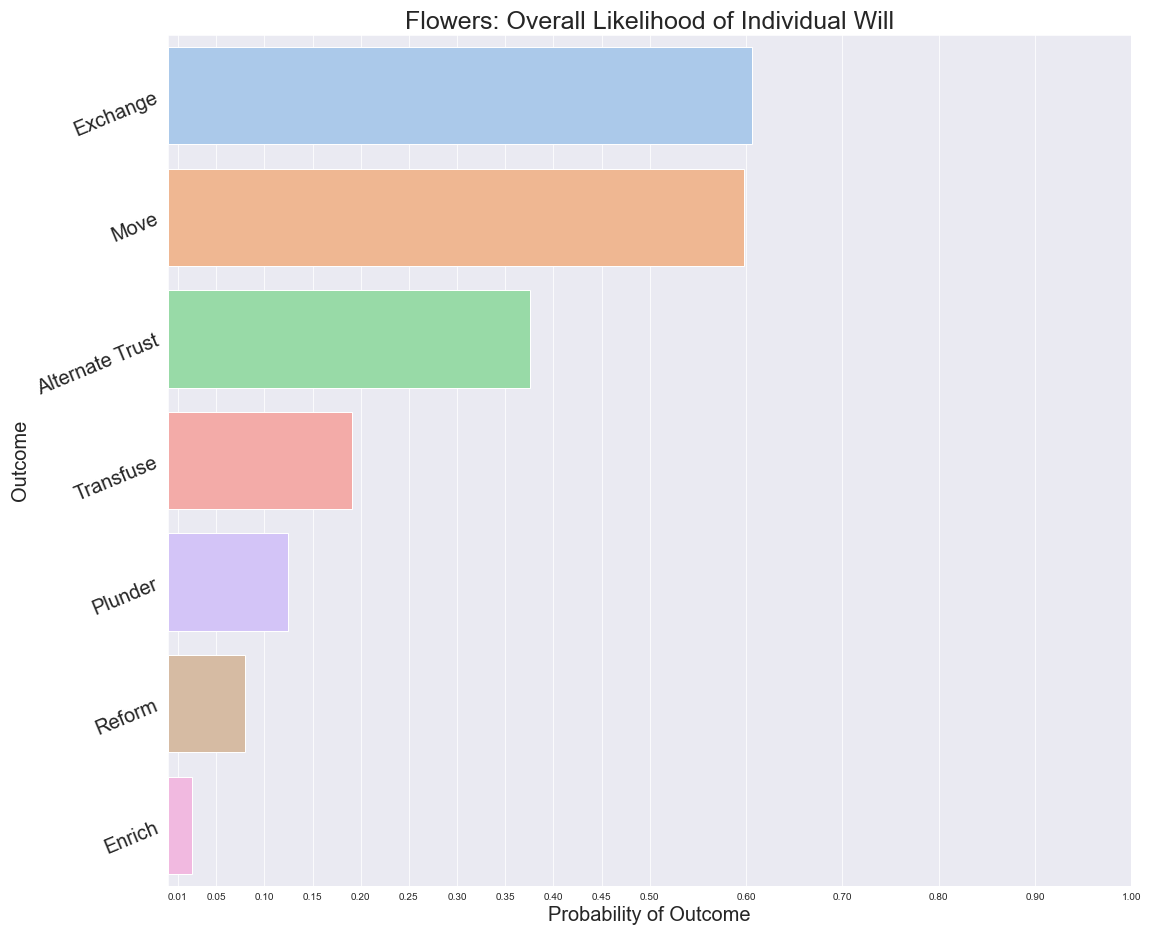 Flowers: Overall Likelihood of Individual Will
Exchange
Move
Alternate Trust
Transfuse
Plunder
Reform
Enrich
Outcome
0.01 0.05 0.10 0.15 0.20 0.25 0.30 0.35 0.40 0.45 0.50 0.60 0.70 0.80 0.90 1.00
Probability of Outcome